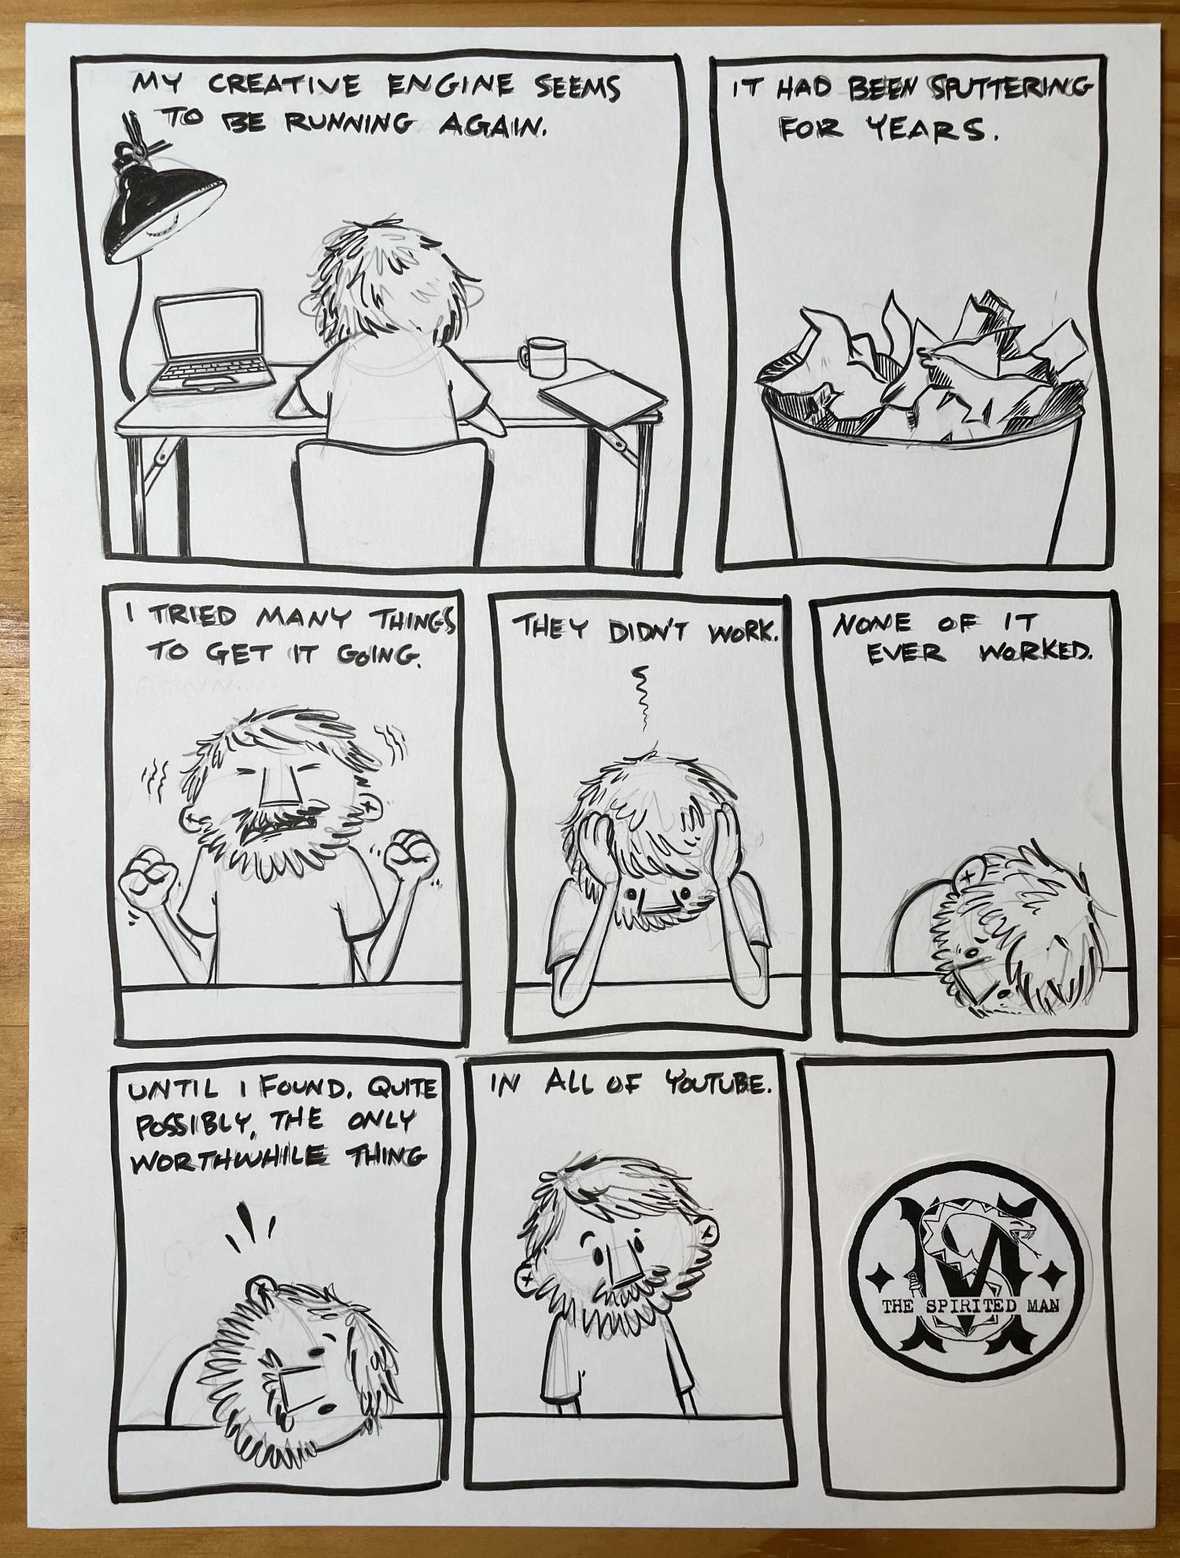 MY CREATIVE ENGINE SEEMS
TO BE RUNNING AGAIN.
IT HAD BEEN SPUTTERING
FOR YEARS.
I TRIED MANY THINGS
TO GET IT GOING.
THEY DIDN'T WORK.
NONE OF IT
EVER WORKED.
UNTIL I FOUND. QUITE
POSSIBLY, THE ONLY
WORTHWHILE THING
IN ALL OF YOUTUBE.
M
THE SPIRITED MAN